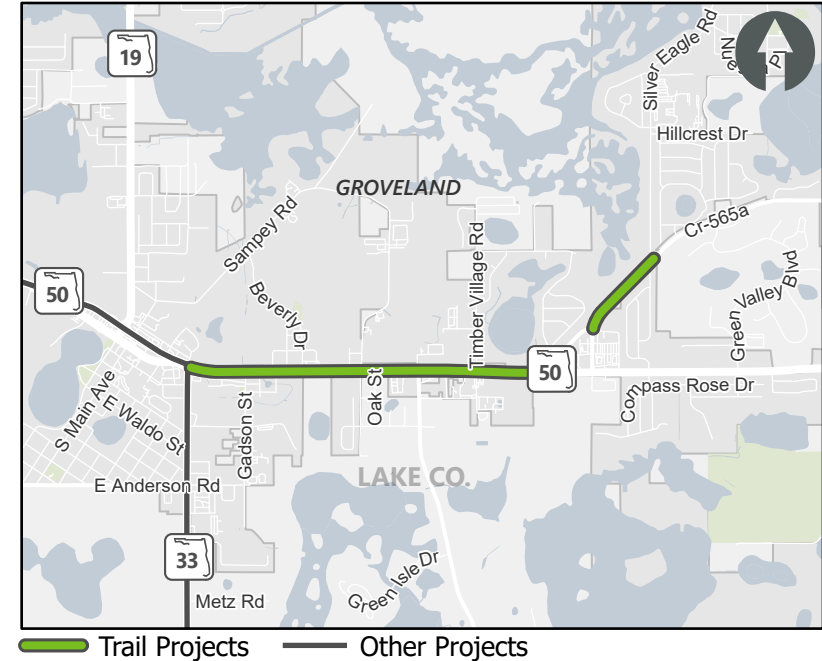 19
Silver Eagle Rd
Hillcrest Dr
GROVELAND
Sampey Rd
Cr-565a
Timber Village Rd
50
Beverly Dr
Green Valley Blvd
50
Oak St
S Main Ave
E Waldo St
Gadson St
Compass Rose Dr
LAKE CO.
E Anderson Rd
33
Green Isle Dr
Metz Rd
Trail Projects
Other Projects